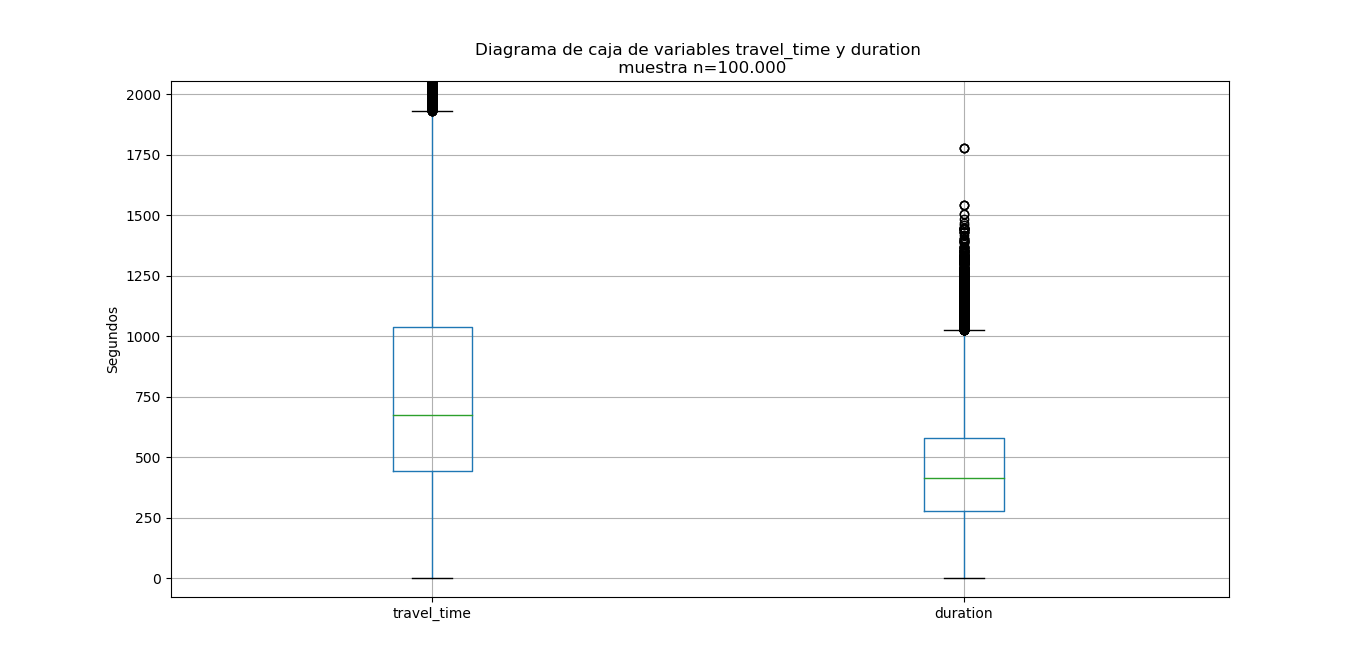 Diagrama de caja de variables travel_time y duration
muestra n=100.000
2000
1750
1500
1250
1000
750
500
250
0
Segundos
travel_time
duration